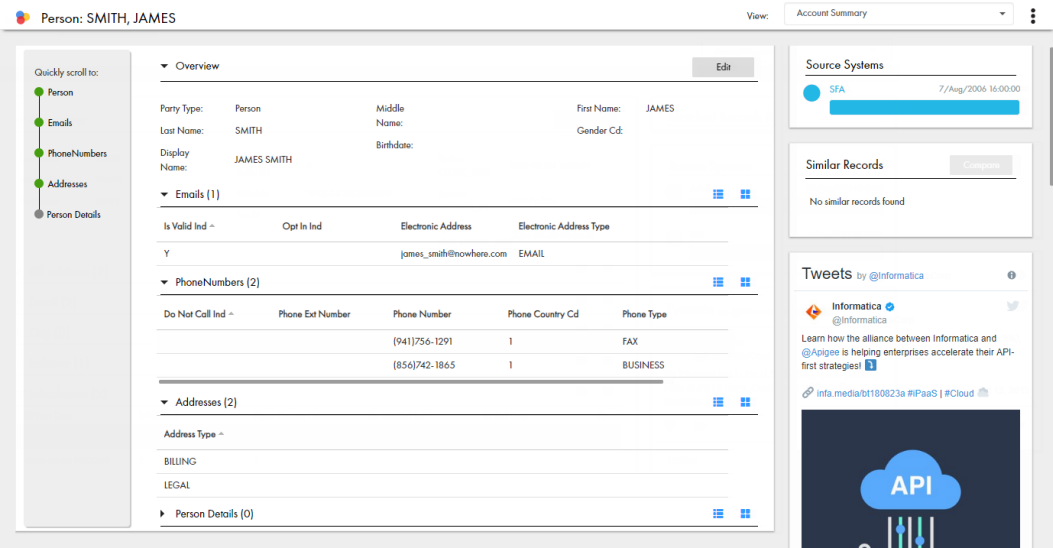 Person: SMITH, JAMES
View:
Account Summary
Quickly scroll to:
Person
Emails
PhoneNumbers
Addresses
Person Details
Overview
Edit
Party Type: Person Middle Name: First Name: JAMES
Last Name: SMITH Birthdate: Gender Cd:
Display Name: JAMES SMITH
Emails (1)
Is Valid Ind Opt In Ind Electronic Address Electronic Address Type
Y james_smith@nowhere.com EMAIL
PhoneNumbers (2)
Do Not Call Ind Phone Ext Number Phone Number Phone Country Cd Phone Type
(941)756-1291 1 FAX
(856)742-1865 1 BUSINESS
Addresses (2)
Address Type
BILLING
LEGAL
Person Details (0)
Source Systems
SFA 7/Aug/2006 16:00:00
Similar Records
Compare
No similar records found
Tweets by @Informatica
Informatica
@Informatica
Learn how the alliance between Informatica and
@Apigee is helping enterprises accelerate their API-
first strategies!
infa.media/bt180823a #iPaaS | #Cloud
API